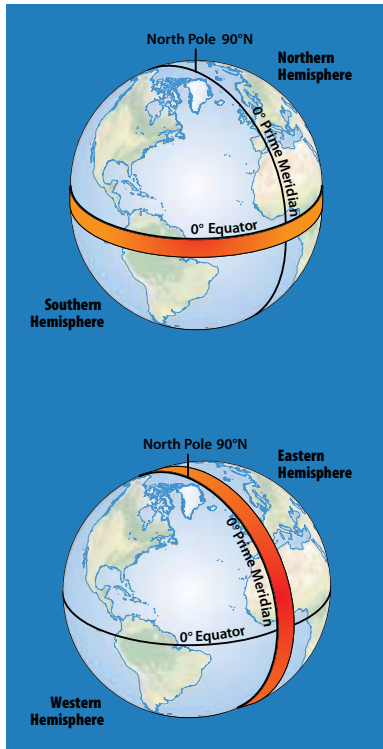 North Pole 90°N
Northern
Hemisphere
0° Prime Meridian
0° Equator
Southern
Hemisphere
North Pole 90°N
Eastern
Hemisphere
0° Prime Meridian
0° Equator
Western
Hemisphere